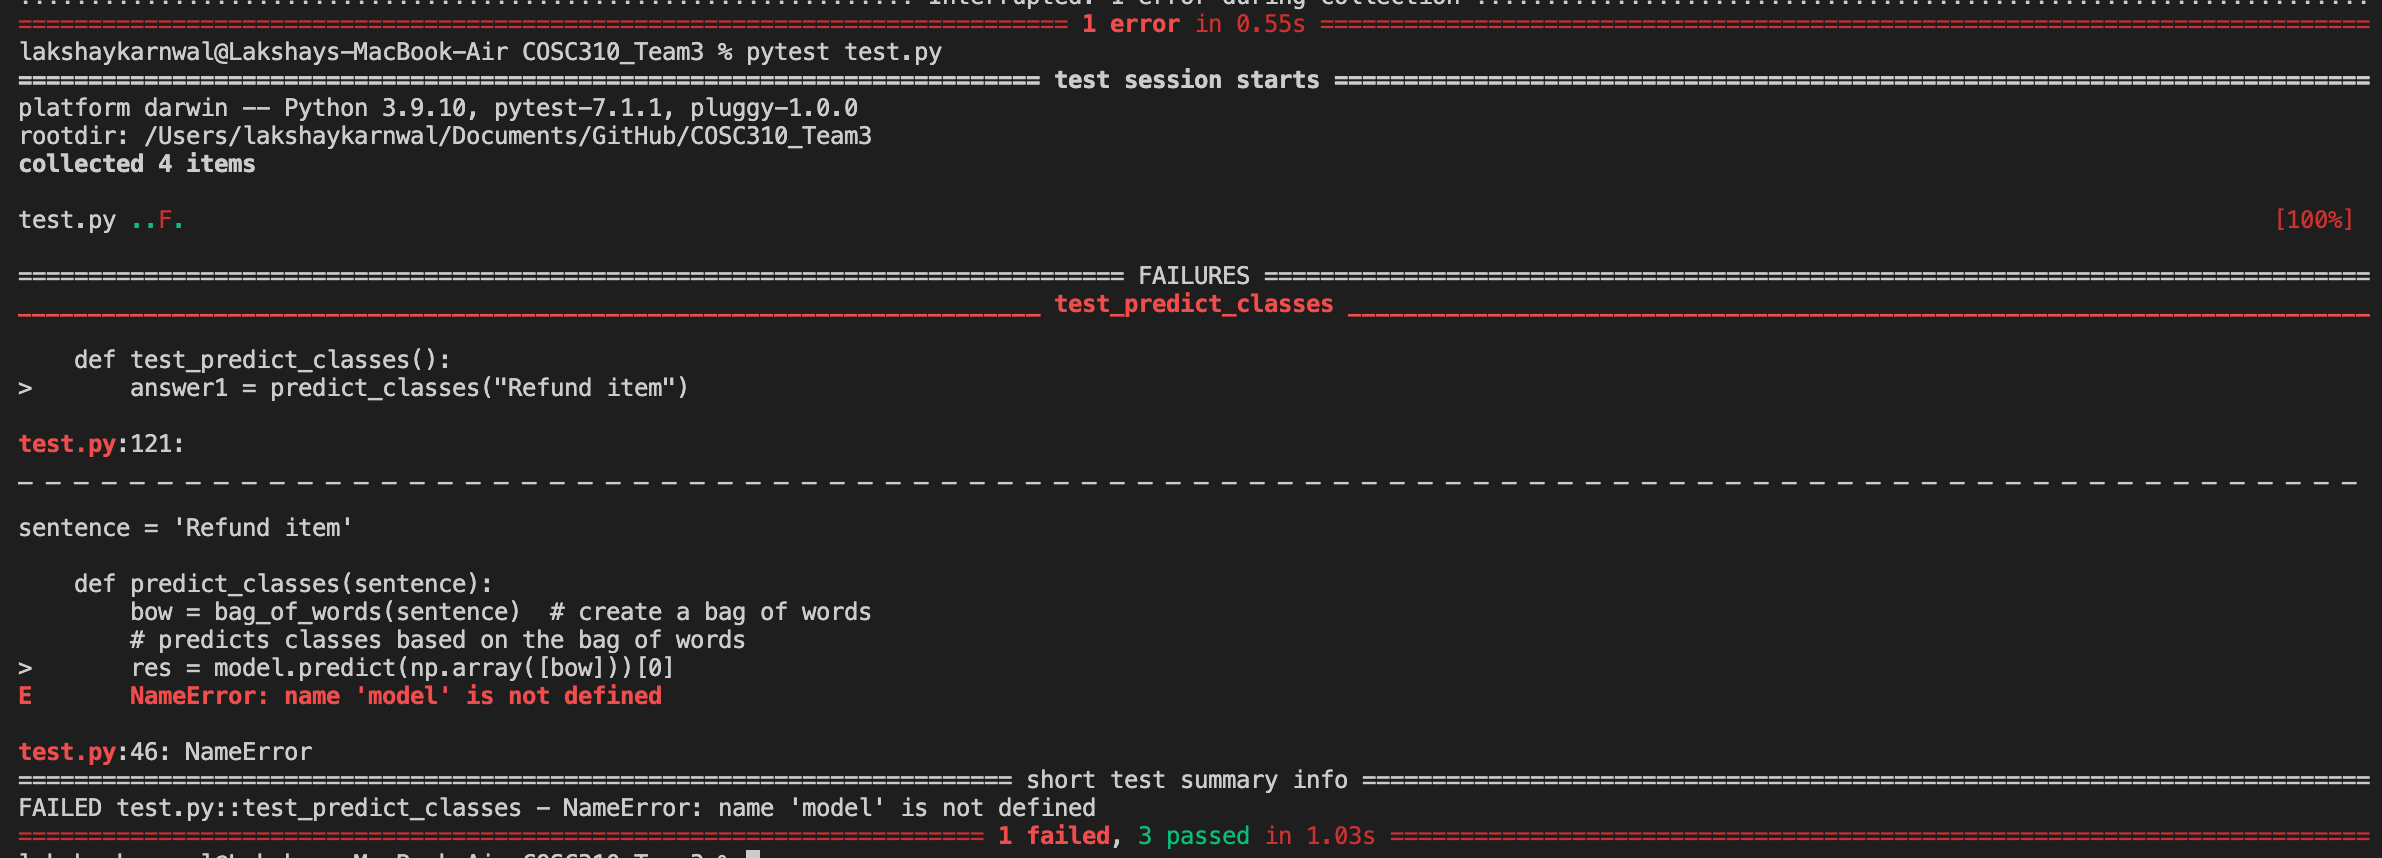 Interrupted: 1 error during collection
1 error in 0.55s
lakshaykarnwal@Lakshays-MacBook-Air COSC310_Team3 % pytest test.py
test session starts
platform darwin -- Python 3.9.10, pytest-7.1.1, pluggy-1.0.0
rootdir: /Users/lakshaykarnwal/Documents/GitHub/COSC310_Team3
collected 4 items
test.py ..F. [100%]
FAILURES
test_predict_classes
def test_predict_classes():
> answer1 = predict_classes("Refund item")
test.py:121:
sentence = 'Refund item'
def predict_classes(sentence):
bow = bag_of_words(sentence)  # create a bag of words
# predicts classes based on the bag of words
> res = model.predict(np.array([bow]))[0]
E NameError: name 'model' is not defined
test.py:46: NameError
short test summary info
FAILED test.py::test_predict_classes - NameError: name 'model' is not defined
1 failed, 3 passed in 1.03s
lakshaykarnwal@Lakshays-MacBook-Air COSC310_Team3 %